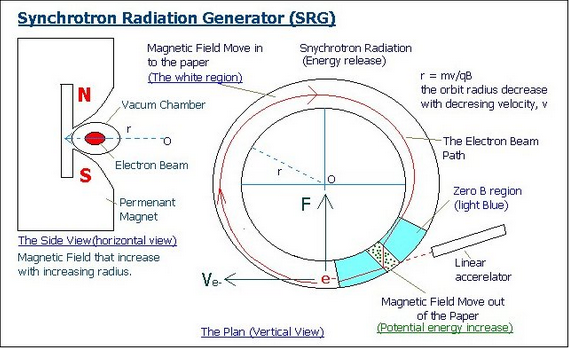 Synchrotron Radiation Generator (SRG)
N
Vacum Chamber
r
O
Electron Beam
S
Permenant
Magnet
The Side View(horizontal view)
Magnetic Field that increase
with increasing radius.
Magnetic Field Move in
to the paper
(The white region)
Snychrotron Radiation
(Energy release)
r = mv/qB
the orbit radius decrease
with decresing velocity, v
The Electron Beam
Path
Zero B region
(light Blue)
r
O
F
e-
Ve-
Linear
accrelerator
Magnetic Field Move out
of the Paper
(Potential energy increase)
The Plan (Vertical View)